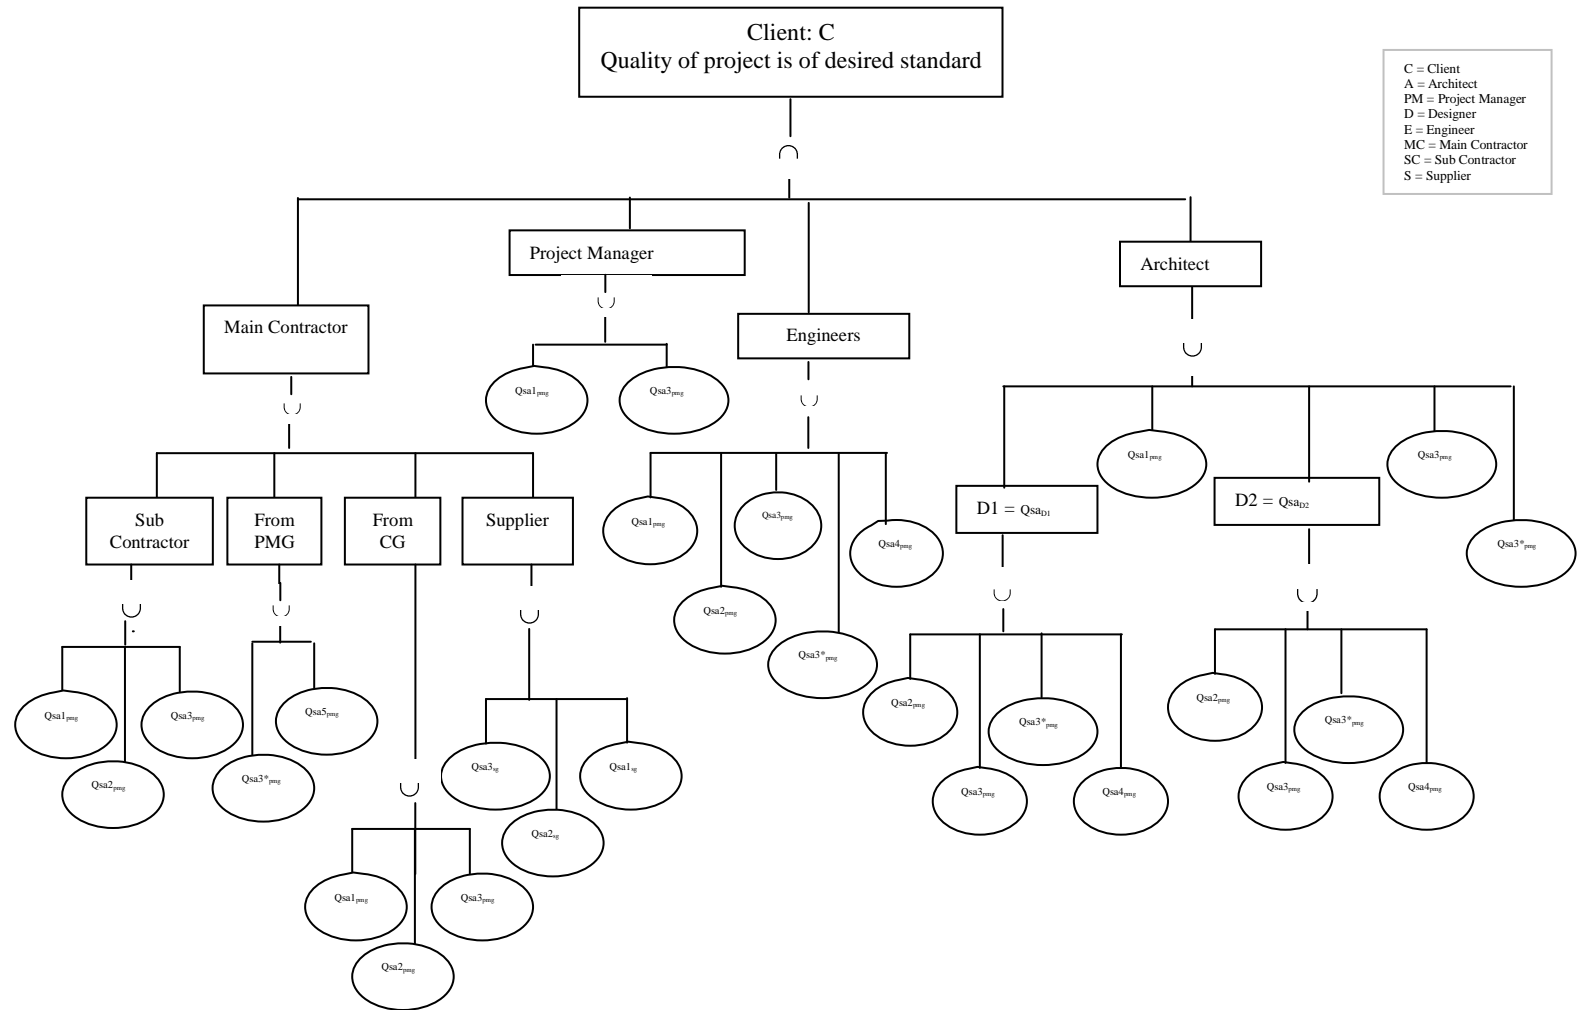 Client: C
Quality of project is of desired standard
C = Client
A = Architect
PM = Project Manager
D = Designer
E = Engineer
MC = Main Contractor
SC = Sub Contractor
S = Supplier
Project Manager
Architect
Main Contractor
Engineers
Qsa1pmg
Qsa3pmg
Qsa1pmg
Qsa3pmg
Sub
Contractor
From
PMG
From
CG
Supplier
Qsa1pmg
Qsa3pmg
Qsa4pmg
D1 = QsaD1
D2 = QsaD2
Qsa3*pmg
Qsa2pmg
Qsa3*pmg
Qsa1pmg
Qsa3pmg
Qsa5pmg
Qsa2pmg
Qsa3*pmg
Qsa3sg
Qsa1sg
Qsa2sg
Qsa2pmg
Qsa3*pmg
Qsa3pmg
Qsa4pmg
Qsa2pmg
Qsa3*pmg
Qsa3pmg
Qsa4pmg
Qsa1pmg
Qsa3pmg
Qsa2pmg